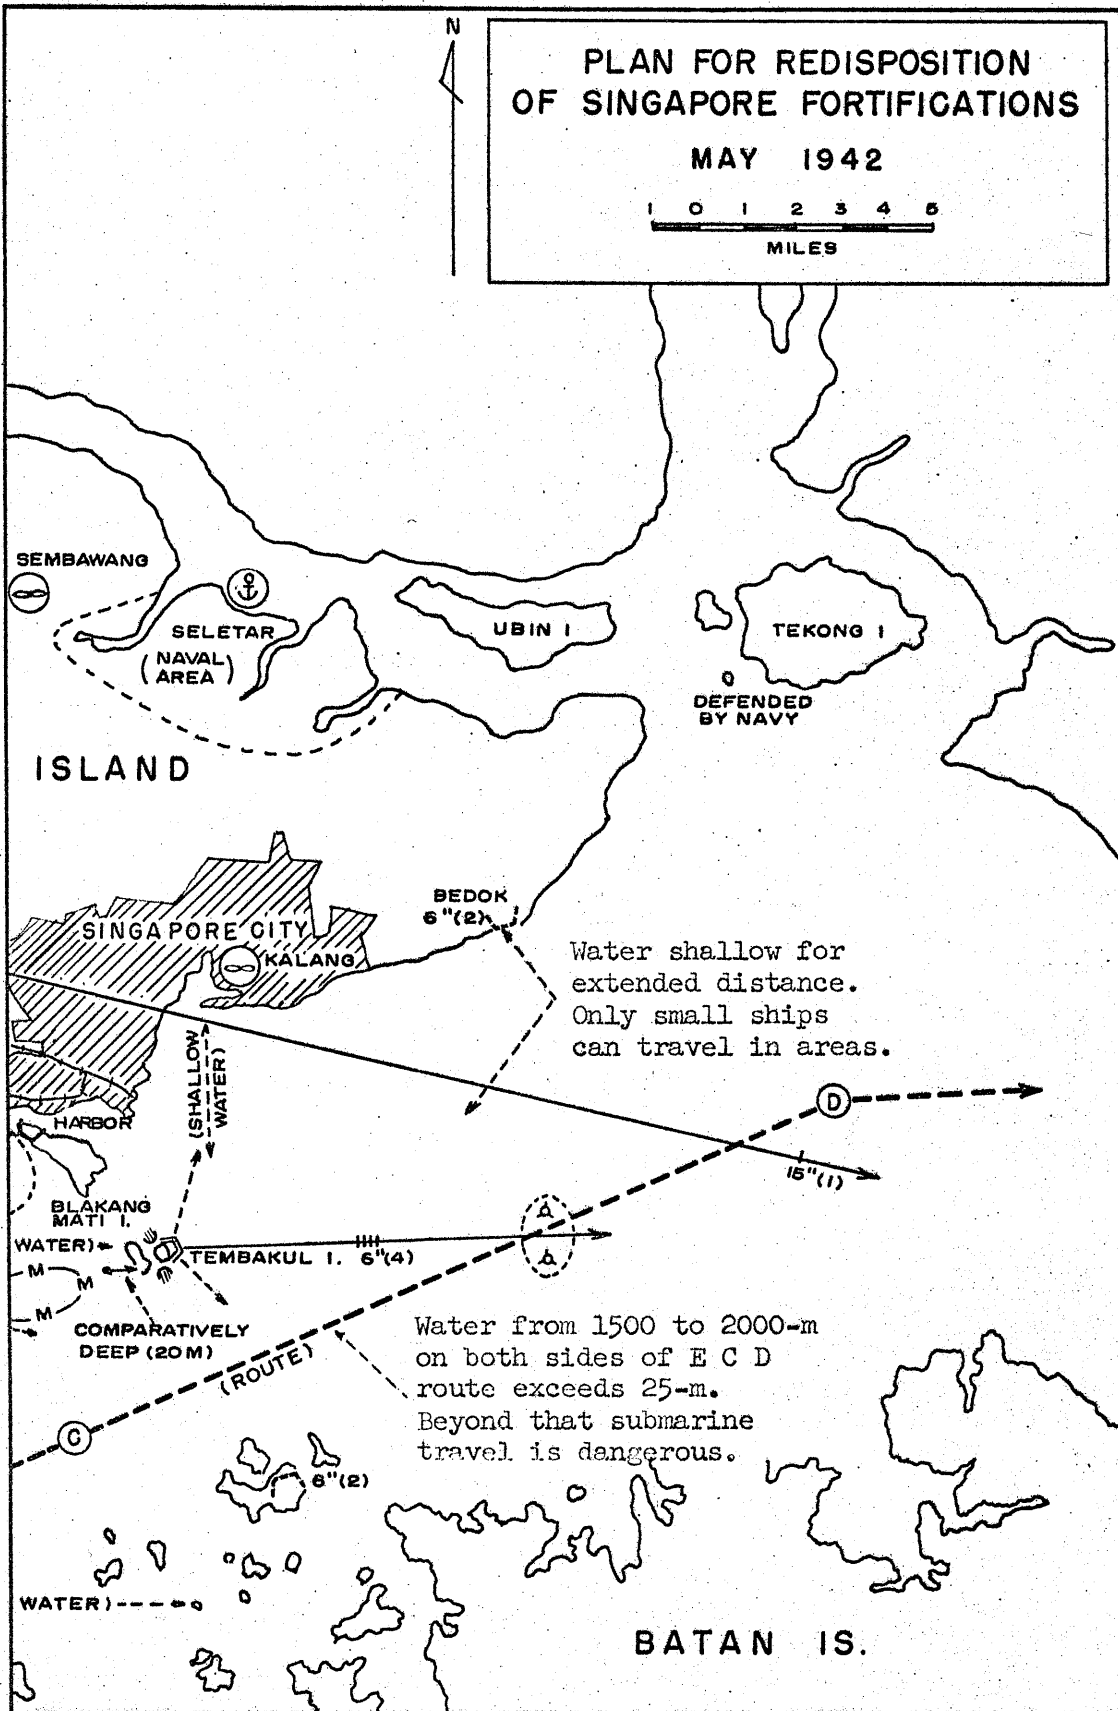 N
PLAN FOR REDISPOSITION
OF SINGAPORE FORTIFICATIONS
MAY 1942
1 0 1 2 3 4 5
MILES
SEMBAWANG
SELETAR
(NAVAL
AREA)
UBIN I
TEKONG I
DEFENDED
BY NAVY
ISLAND
BEDOK
6"(2)
SINGAPORE CITY
KALANG
Water shallow for
extended distance.
Only small ships
can travel in areas.
(SHALLOW
WATER)
D
HARBOR
15"(1)
BLAKANG
MATI I.
WATER)
TEMBAKUL I. 6"(4)
M
M
M
COMPARATIVELY
DEEP (20M)
Water from 1500 to 2000-m
on both sides of E C D
route exceeds 25-m.
Beyond that submarine
travel is dangerous.
(ROUTE)
C
6"(2)
WATER)
BATAN IS.